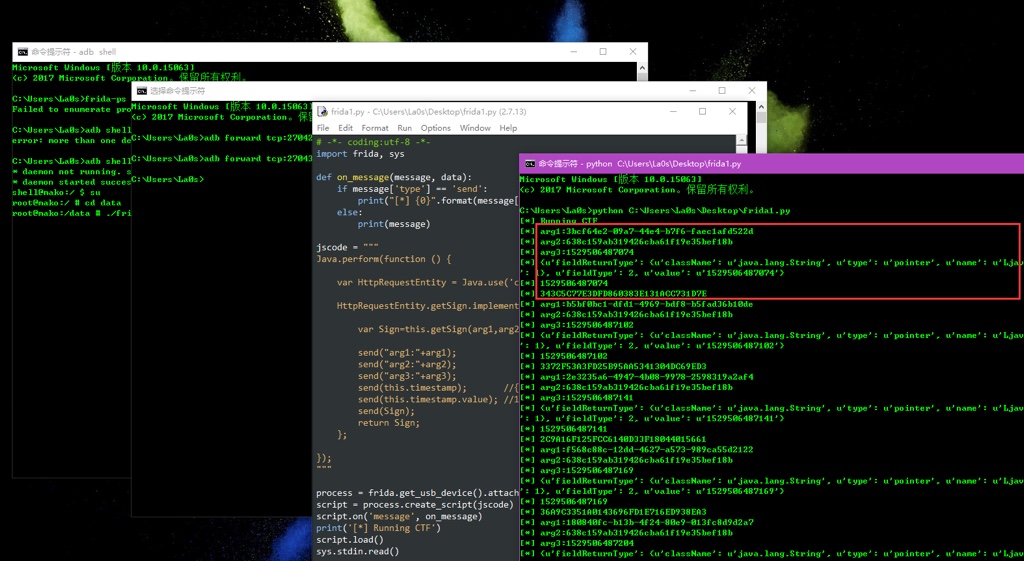 命令提示符 - adb shell
Microsoft Windows [版本 10.0.15063]
(c) 2017 Microsoft Corporation。保留所有权利。
C:\Users\La0s>frida-ps
Failed to enumerate pro
C:\Users\La0s>adb shell
error: more than one de
C:\Users\La0s>adb shell
* daemon not running. s
* daemon started succes
shell@mako:/ $ su
root@mako:/ # cd data
root@mako:/data # ./fri
选择命令提示符
Microsoft Windows [版本 10.0.15063]
(c) 2017 Microsoft Corporation。保
C:\Users\La0s>adb forward tcp:27042
C:\Users\La0s>adb forward tcp:27043
C:\Users\La0s>
frida1.py - C:\Users\La0s\Desktop\frida1.py (2.7.13)
File Edit Format Run Options Window Help
# -*- coding:utf-8 -*-
import frida, sys
def on_message(message, data):
if message['type'] == 'send':
print("[*] {0}".format(message[
else:
print(message)
jscode = """
Java.perform(function () {
var HttpRequestEntity = Java.use('c
HttpRequestEntity.getSign.implement
var Sign=this.getSign(arg1,arg2
send("arg1:"+arg1);
send("arg2:"+arg2);
send("arg3:"+arg3);
send(this.timestamp); //{
send(this.timestamp.value); //1
send(Sign);
return Sign;
};
});
"""
process = frida.get_usb_device().attach
script = process.create_script(jscode)
script.on('message', on_message)
print('[*] Running CTF')
script.load()
sys.stdin.read()
命令提示符 - python C:\Users\La0s\Desktop\frida1.py
Microsoft Windows [版本 10.0.15063]
(c) 2017 Microsoft Corporation。保留所有权利。
C:\Users\La0s>python C:\Users\La0s\Desktop\frida1.py
[*] Running CTF
[*] arg1:3bcf64e2-09a7-44e4-b7f6-faec1afd522d
[*] arg2:638c159ab319426cba61f19e35bef18b
[*] arg3:1529506487074
[*] {u'fieldReturnType': {u'className': u'java.lang.String', u'type': u'pointer', u'name': u'Ljav
': 1}, u'fieldType': 2, u'value': u'1529506487074'}
[*] 1529506487074
[*] 343C5C77E3DFD860383E131ACC731D7E
[*] arg1:b5bf0bc1-dfd1-4969-bdf8-b5fad36b10de
[*] arg2:638c159ab319426cba61f19e35bef18b
[*] arg3:1529506487102
[*] {u'fieldReturnType': {u'className': u'java.lang.String', u'type': u'pointer', u'name': u'Ljav
': 1}, u'fieldType': 2, u'value': u'1529506487102'}
[*] 1529506487102
[*] 3372F53A3FD25B95AA5341304DC69ED3
[*] arg1:2e3235a6-4947-4b08-9978-2598319a2af4
[*] arg2:638c159ab319426cba61f19e35bef18b
[*] arg3:1529506487141
[*] {u'fieldReturnType': {u'className': u'java.lang.String', u'type': u'pointer', u'name': u'Ljav
': 1}, u'fieldType': 2, u'value': u'1529506487141'}
[*] 1529506487141
[*] 2C9A16F125FCC6140D33F18044015661
[*] arg1:f568c88c-12dd-4627-a573-989ca55d2122
[*] arg2:638c159ab319426cba61f19e35bef18b
[*] arg3:1529506487169
[*] {u'fieldReturnType': {u'className': u'java.lang.String', u'type': u'pointer', u'name': u'Ljav
': 1}, u'fieldType': 2, u'value': u'1529506487169'}
[*] 1529506487169
[*] 36A9C3351A0143696FD1E716ED938EA3
[*] arg1:180840fc-b13b-4f24-80e9-013fc8d9d2a7
[*] arg2:638c159ab319426cba61f19e35bef18b
[*] arg3:1529506487204
[*] {u'fieldReturnType': {u'className': u'java.lang.String', u'type': u'pointer', u'name': u'Ljav